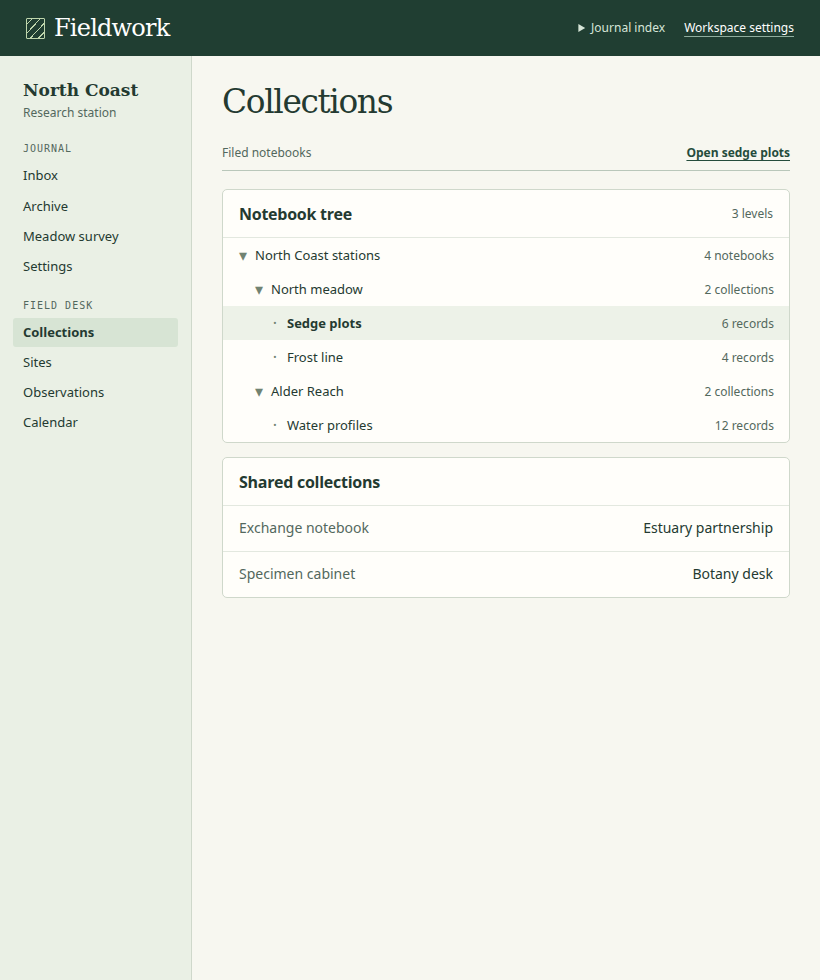 Fieldwork
▶ Journal index Workspace settings
North Coast
Research station
JOURNAL
Inbox
Archive
Meadow survey
Settings
FIELD DESK
Collections
Sites
Observations
Calendar
Collections
Filed notebooks Open sedge plots
Notebook tree 3 levels
▼ North Coast stations 4 notebooks
▼ North meadow 2 collections
· Sedge plots 6 records
· Frost line 4 records
▼ Alder Reach 2 collections
· Water profiles 12 records
Shared collections
Exchange notebook Estuary partnership
Specimen cabinet Botany desk